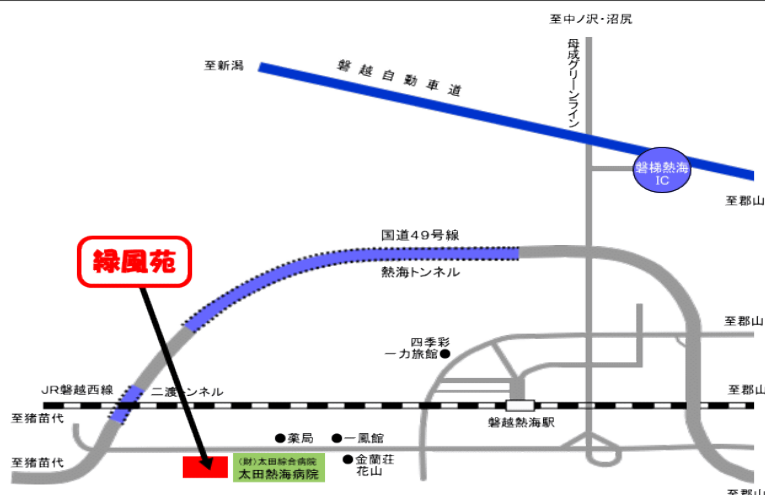 至中ノ沢・沼尻
母成グリーンライン
至新潟
磐越自動車道
磐梯熱海
IC
至郡山
国道49号線
緑風苑
熱海トンネル
至郡山
四季彩
一力旅館
JR磐越西線
二渡トンネル
至郡山
至猪苗代
磐越熱海駅
薬局
一風館
至猪苗代
(財)太田綜合病院
太田熱海病院
金蘭荘
花山
至郡山